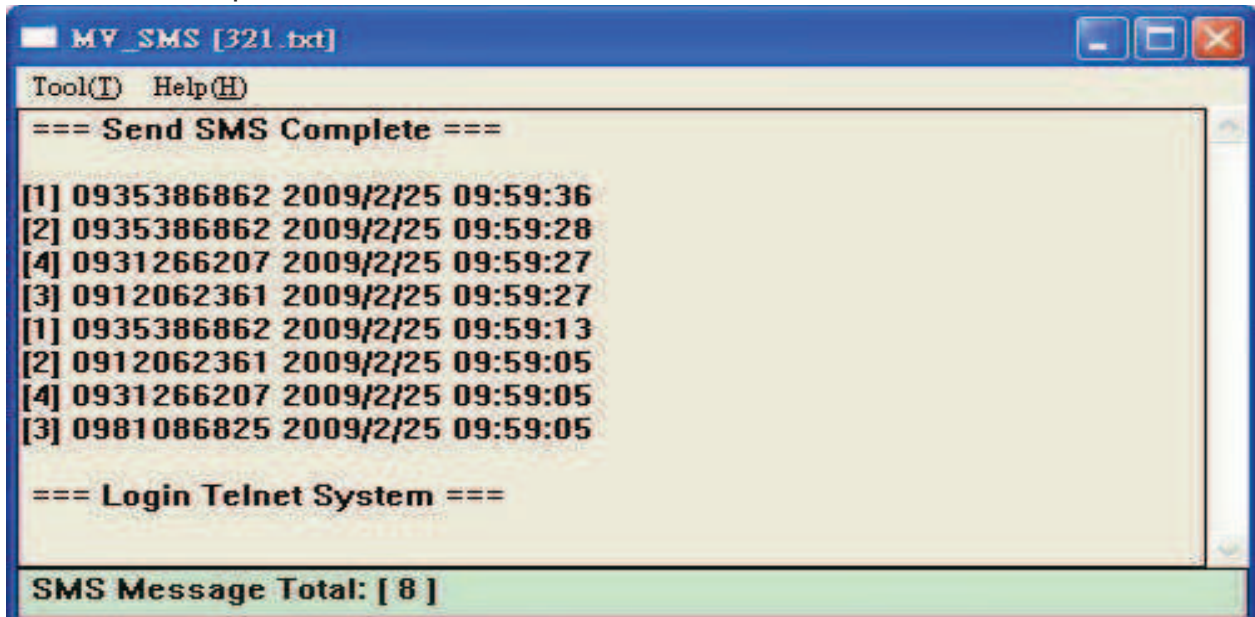 MV_SMS [321.txt]
Tool(T) Help(H)
=== Send SMS Complete ===
[1] 0935386862 2009/2/25 09:59:36
[2] 0935386862 2009/2/25 09:59:28
[4] 0931266207 2009/2/25 09:59:27
[3] 0912062361 2009/2/25 09:59:27
[1] 0935386862 2009/2/25 09:59:13
[2] 0912062361 2009/2/25 09:59:05
[4] 0931266207 2009/2/25 09:59:05
[3] 0981086825 2009/2/25 09:59:05
=== Login Telnet System ===
SMS Message Total: [ 8 ]